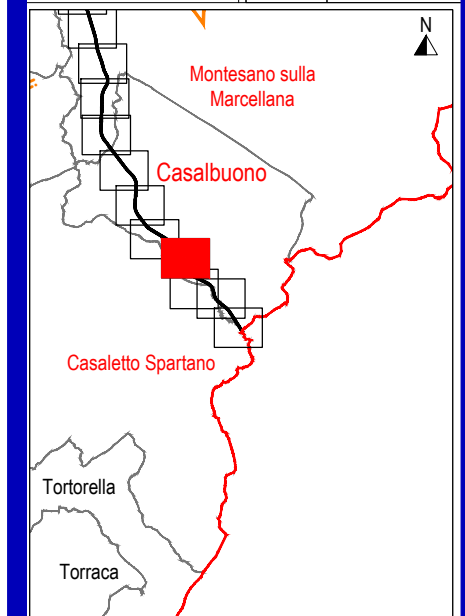 N
Montesano sulla
Marcellana
Casalbuono
Casaletto Spartano
Tortorella
Torraca